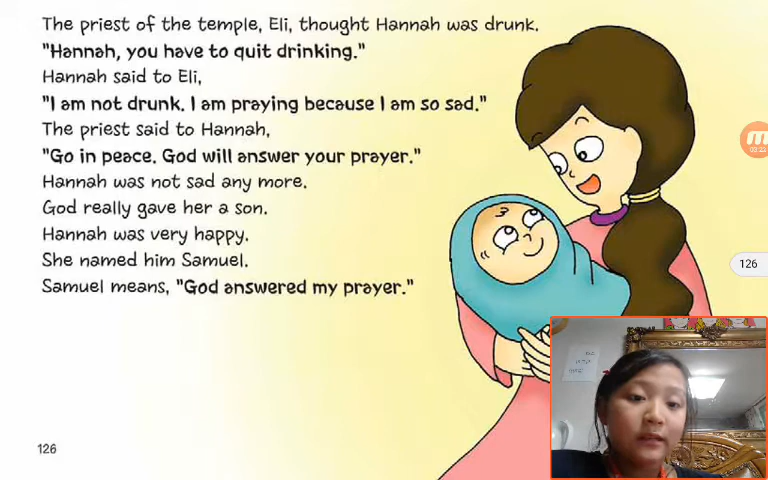 The priest of the temple, Eli, thought Hannah was drunk.
"Hannah, you have to quit drinking."
Hannah said to Eli,
"I am not drunk. I am praying because I am so sad."
The priest said to Hannah,
"Go in peace. God will answer your prayer."
Hannah was not sad any more.
God really gave her a son.
Hannah was very happy.
She named him Samuel.
Samuel means, "God answered my prayer."
126
126